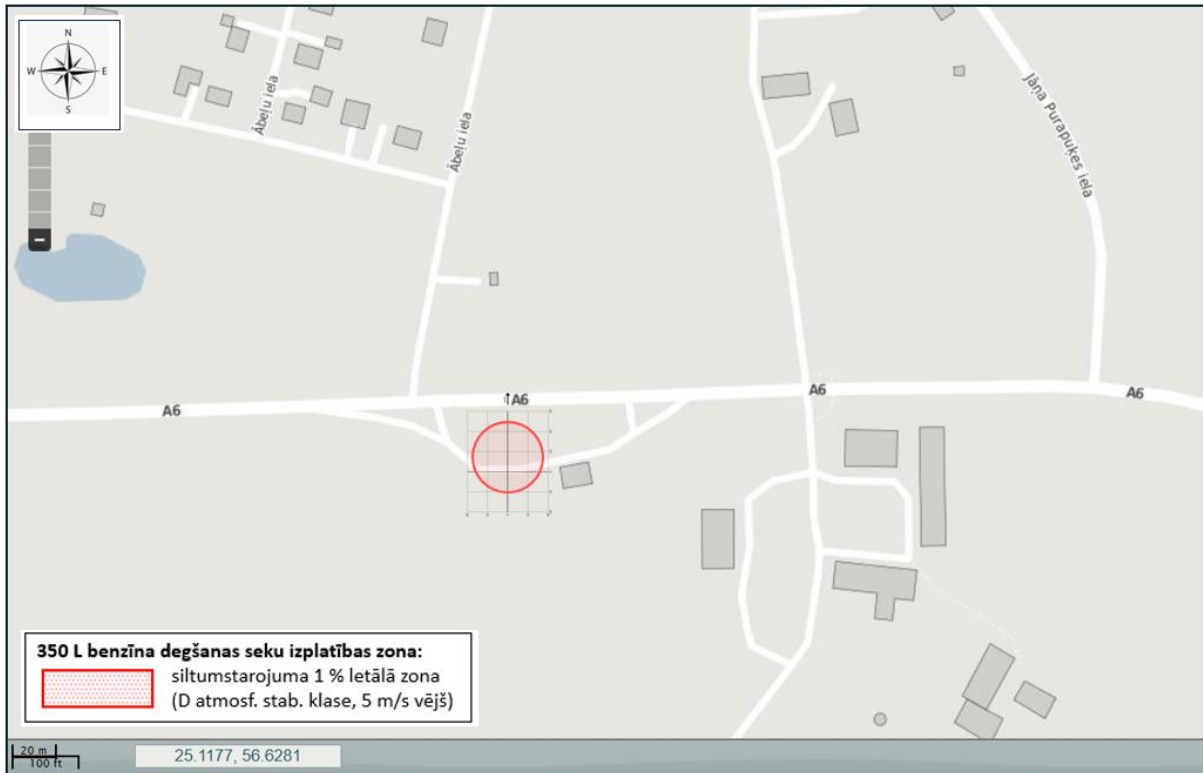 N
W E
S
Ābeļu iela
Ābeļu iela
Jāņa Purapuķes iela
A6
A6
A6
A6
350 L benzīna degšanas seku izplatības zona:
siltumstarojuma 1 % letālā zona
(D atmosf. stab. klase, 5 m/s vējš)
20 m
100 ft
25.1177, 56.6281